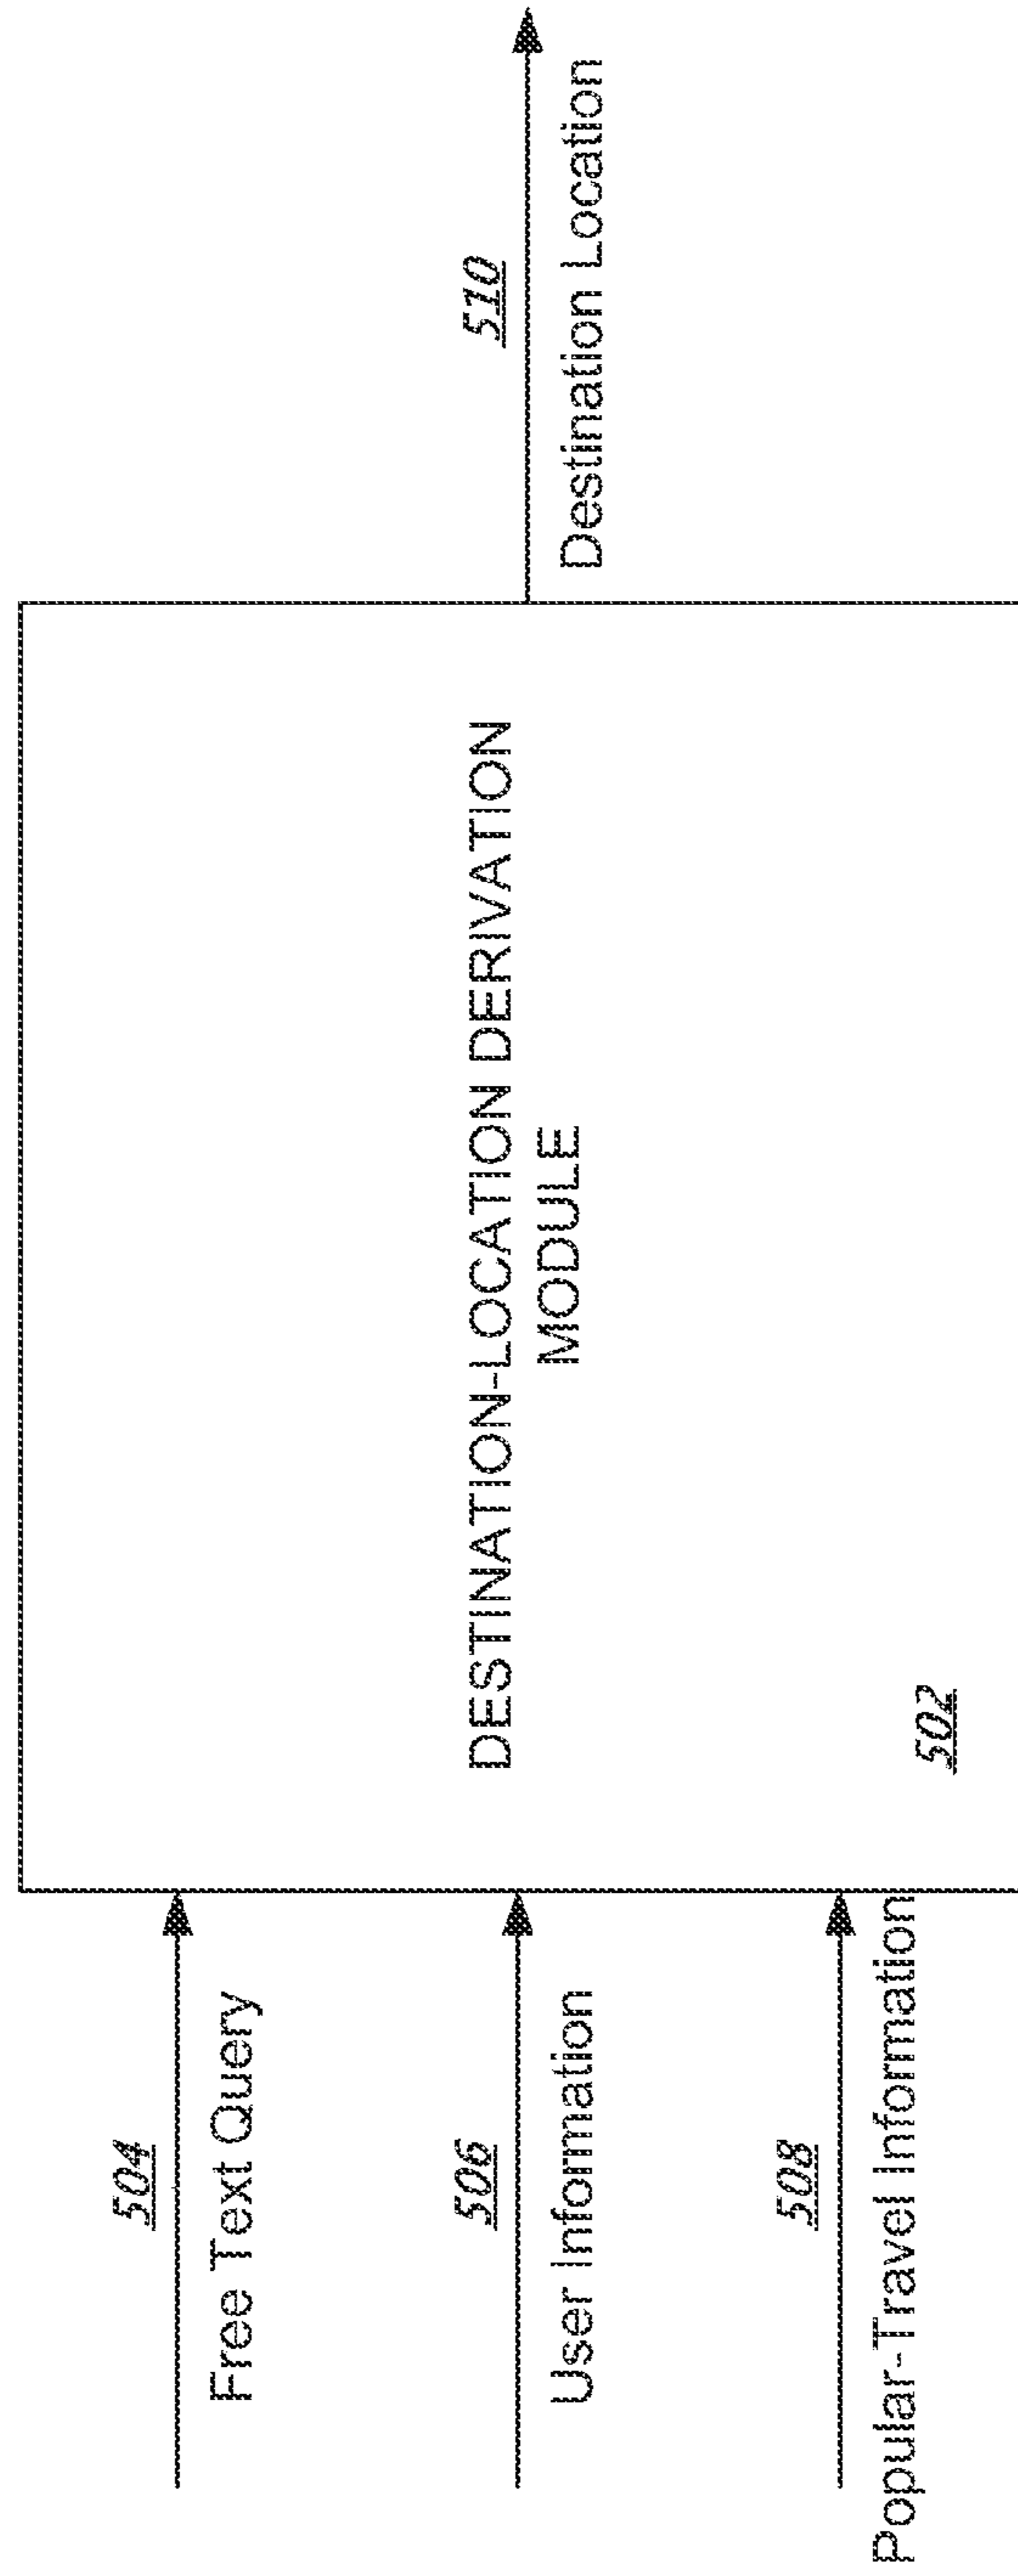 504
Free Text Query
506
User Information
508
Popular-Travel Information
DESTINATION-LOCATION DERIVATION
MODULE
502
510
Destination Location